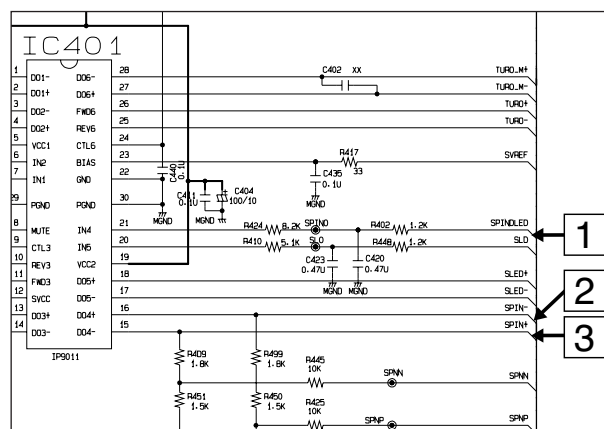 IC401
1 DO1- DO6- 28 C402 XX TURO_M+
2 DO1+ DO6+ 27 TURO_M-
3 DO2- FWD6 26 TURO+
4 DO2+ REV6 25 TURO-
5 VCC1 CTL6 24
6 IN2 BIAS 23 R417 33 SVREF
7 IN1 GND 22 C440 0.1U C411 0.1U C404 100/10 C435 0.1U
29 PGND PGND 30 MGND MGND MGND
8 MUTE IN4 21 R424 8.2K SPINO R402 1.2K SPINDLED 1
9 CTL3 IN5 20 R410 5.1K SLO R448 1.2K SLD
10 REV3 VCC2 19 C423 0.47U C420 0.47U
11 FWD3 DO5+ 18 SLED+
12 SVCC DO5- 17 MGND MGND SLED- 2
13 DO3+ DO4+ 16 SPIN-
14 DO3- DO4- 15 SPIN+ 3
IP9011
R409 1.8K R499 1.8K R445 10K SPNN SPNN
R451 1.5K R450 1.5K R425 10K SPNP SPNP